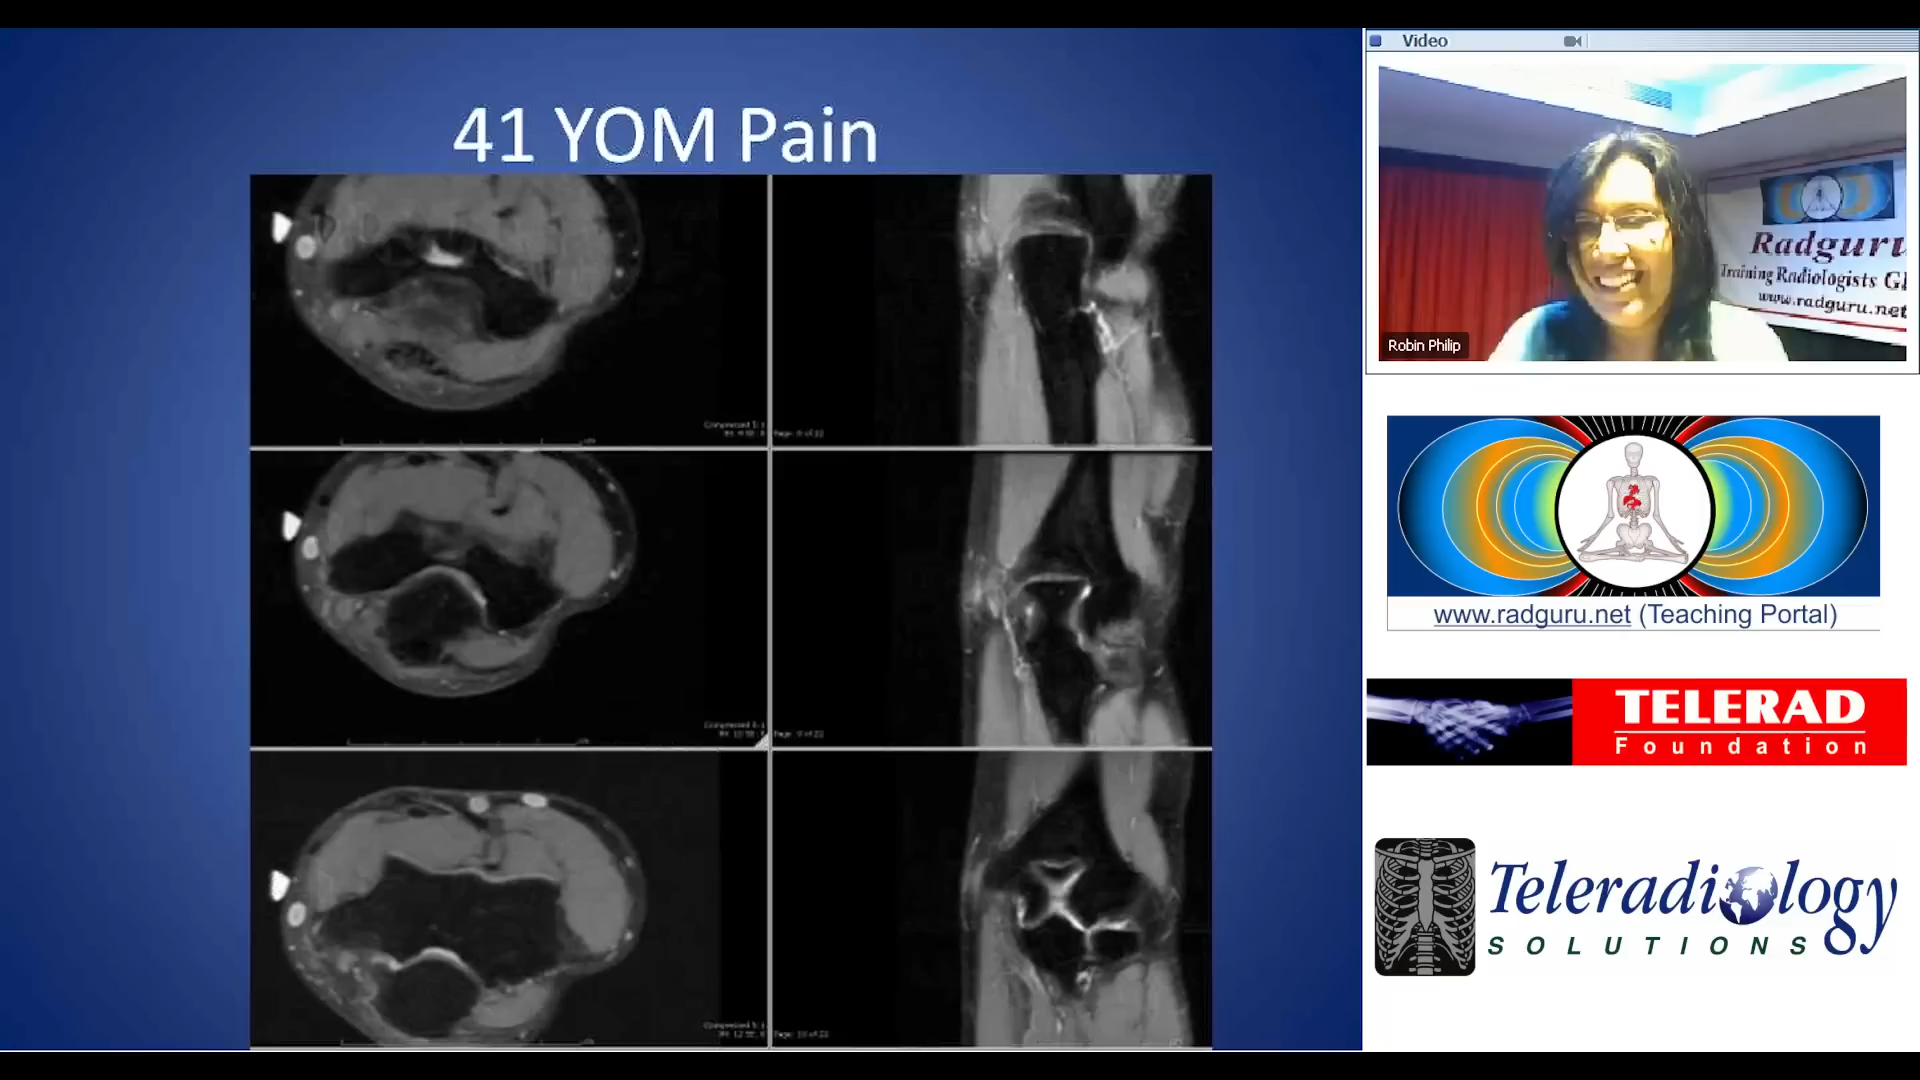 41 YOM Pain
Video
Radguru
Training Radiologists Gl
www.radguru.net
Robin Philip
www.radguru.net (Teaching Portal)
TELERAD
Foundation
Teleradiology
SOLUTIONS